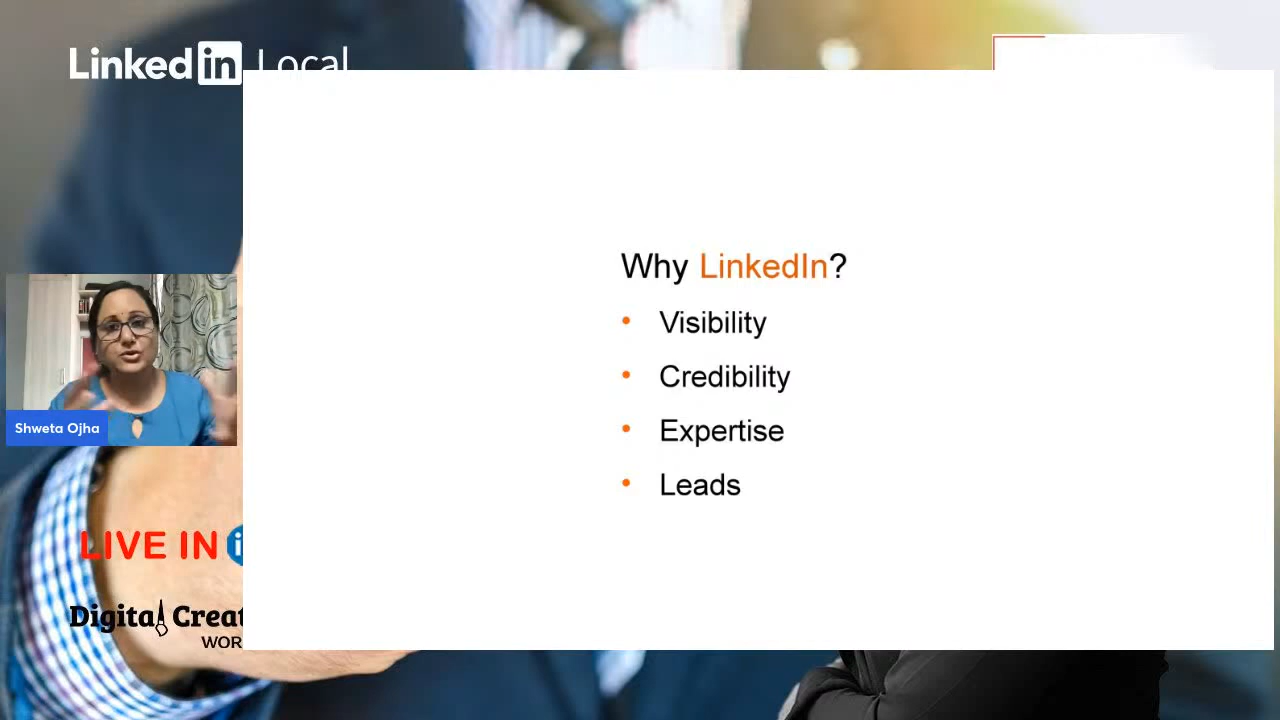 Linked in Local
Why LinkedIn?
• Visibility
• Credibility
• Expertise
• Leads
Shweta Ojha
LIVE IN
Digital